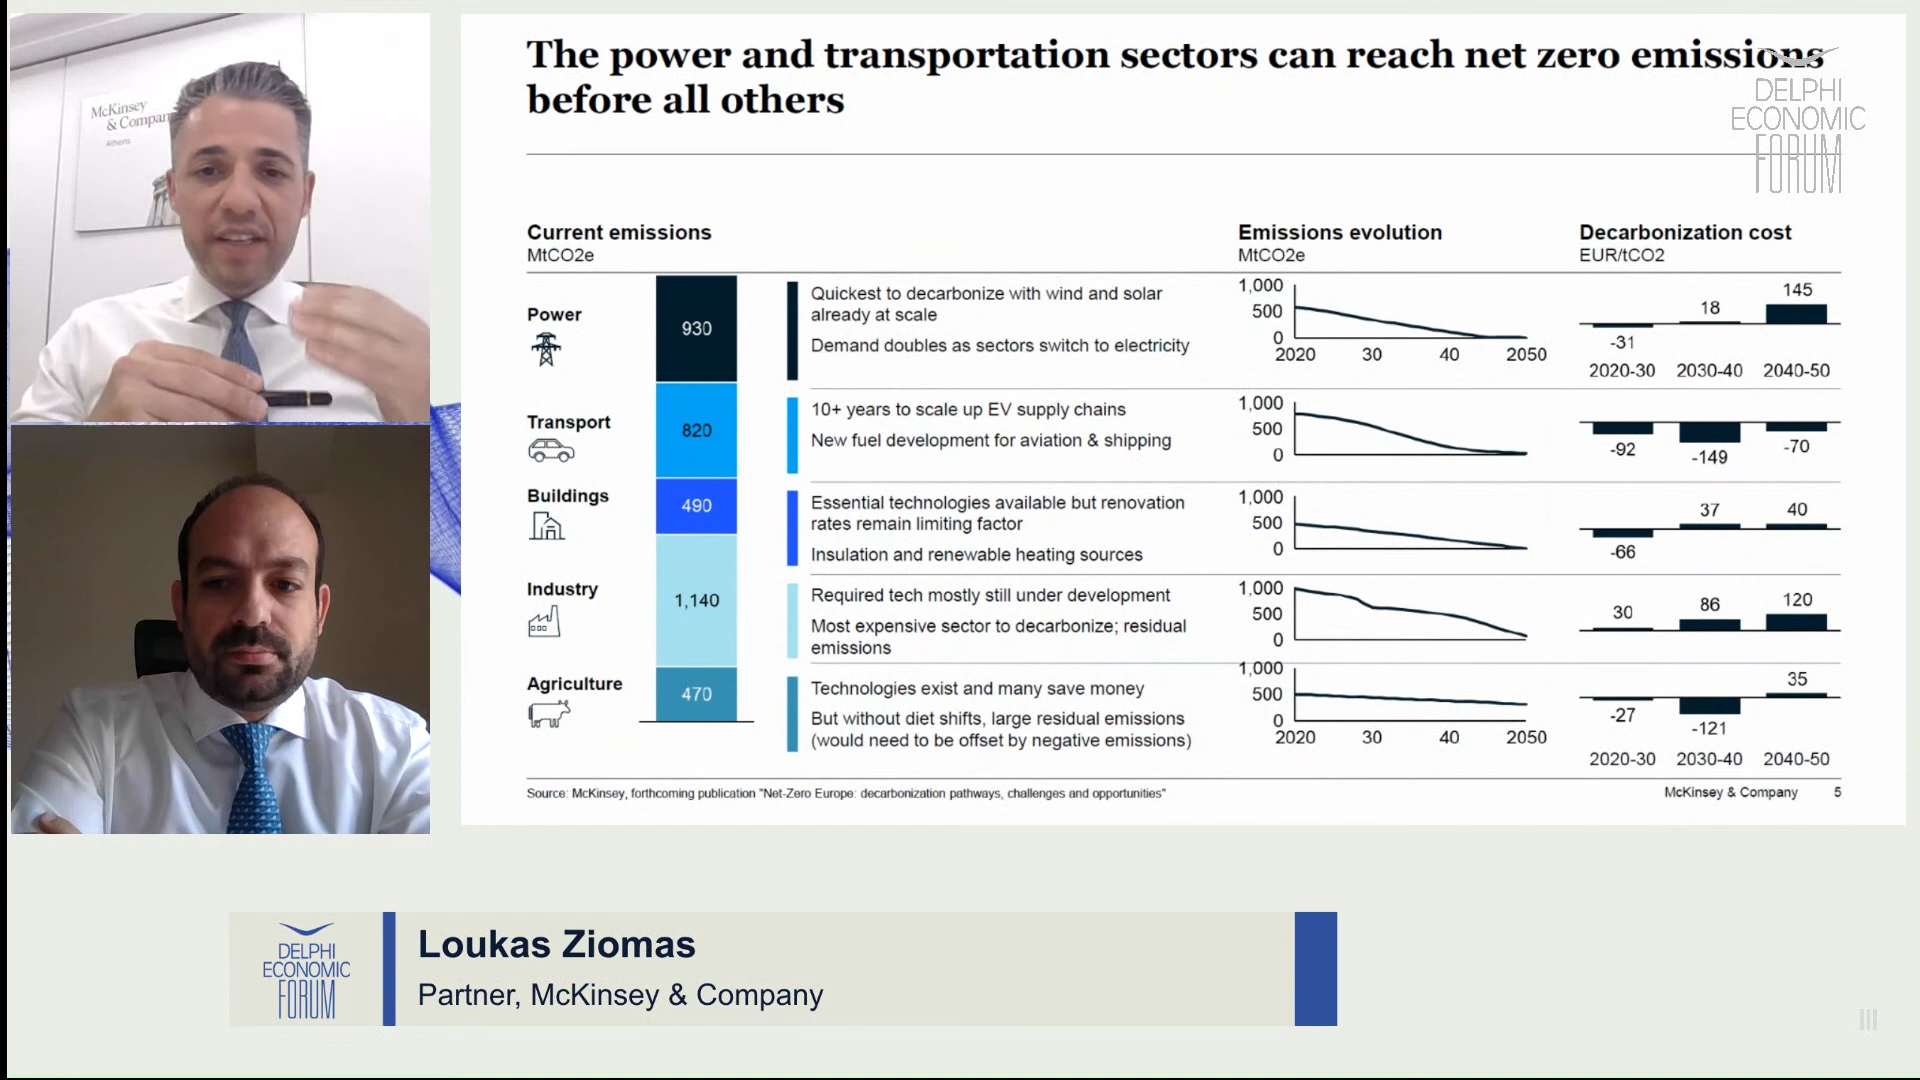 McKinsey
& Company
Athens
The power and transportation sectors can reach net zero emissions
before all others
DELPHI
ECONOMIC
FORUM
Current emissions
MtCO2e
Emissions evolution
MtCO2e
Decarbonization cost
EUR/tCO2
Power
930
Quickest to decarbonize with wind and solar
already at scale
Demand doubles as sectors switch to electricity
1,000
500
0
2020 30 40 2050
-31 18 145
2020-30 2030-40 2040-50
Transport
820
10+ years to scale up EV supply chains
New fuel development for aviation & shipping
1,000
500
0
-92 -149 -70
Buildings
490
Essential technologies available but renovation
rates remain limiting factor
Insulation and renewable heating sources
1,000
500
0
-66 37 40
Industry
1,140
Required tech mostly still under development
Most expensive sector to decarbonize; residual
emissions
1,000
500
0
30 86 120
Agriculture
470
Technologies exist and many save money
But without diet shifts, large residual emissions
(would need to be offset by negative emissions)
1,000
500
0
2020 30 40 2050
-27 -121 35
2020-30 2030-40 2040-50
Source: McKinsey, forthcoming publication "Net-Zero Europe: decarbonization pathways, challenges and opportunities"
McKinsey & Company 5
DELPHI
ECONOMIC
FORUM
Loukas Ziomas
Partner, McKinsey & Company